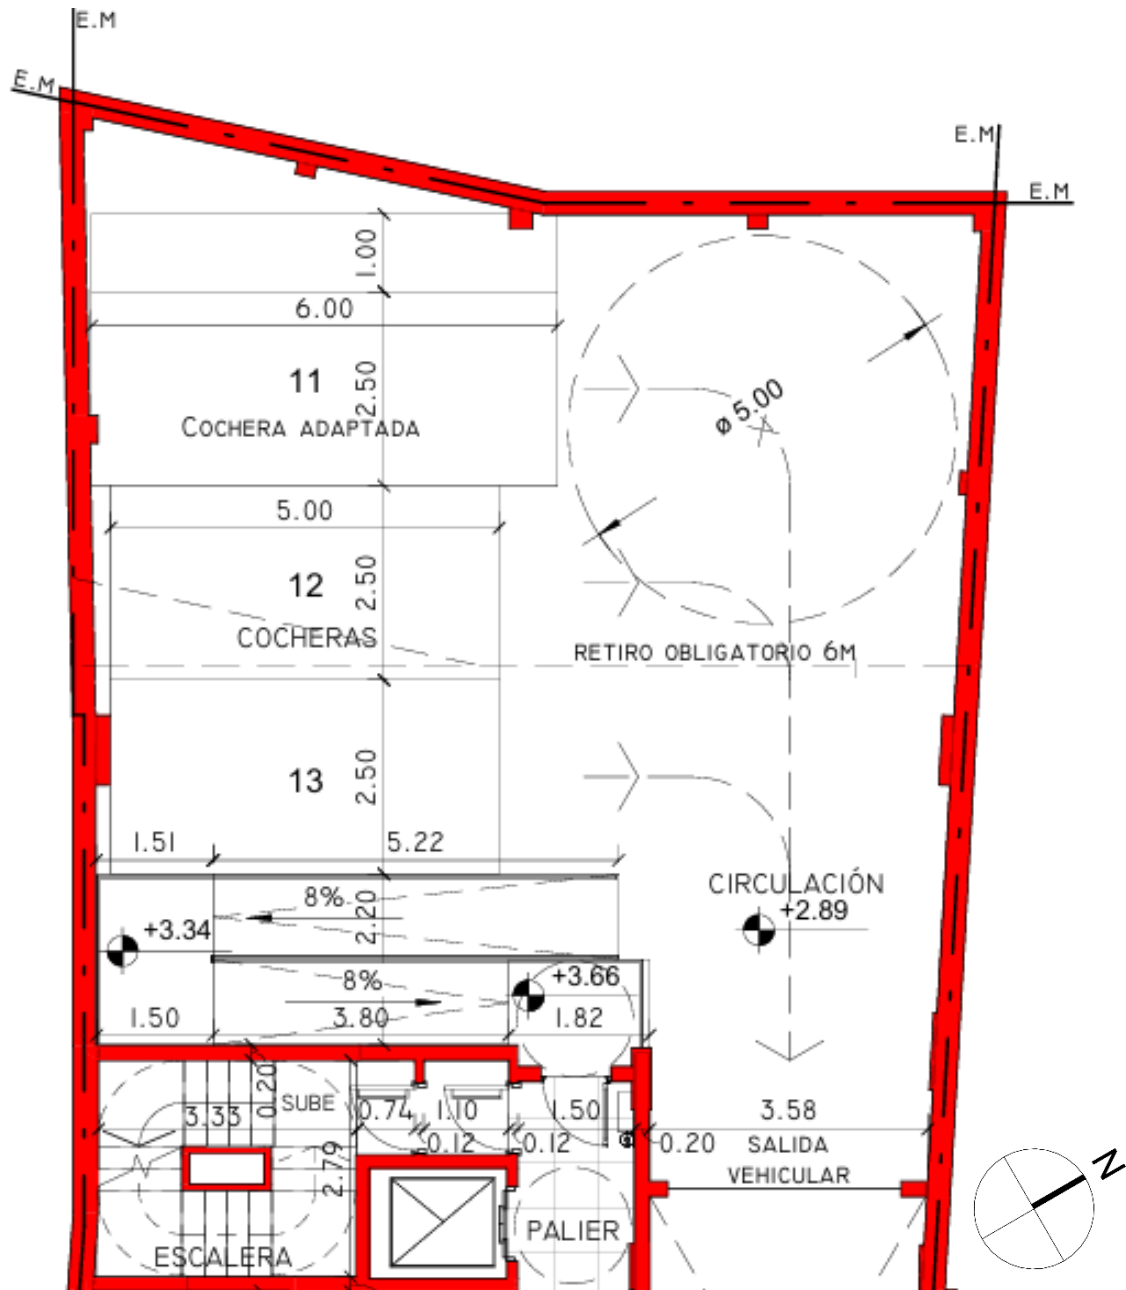 E.M
E.M
E.M
E.M
1.00
6.00
11
2.50
COCHERA ADAPTADA
ø 5.00
5.00
12
2.50
COCHERAS
RETIRO OBLIGATORIO 6M
13
2.50
1.51
5.22
CIRCULACIÓN
8%
2.20
+3.34
+2.89
8%
+3.66
1.50
3.80
1.82
0.20
SUBE
3.33
0.74
1.10
1.50
3.58
0.12
0.12
0.20
SALIDA
VEHICULAR
2.79
N
PALIER
ESCALERA